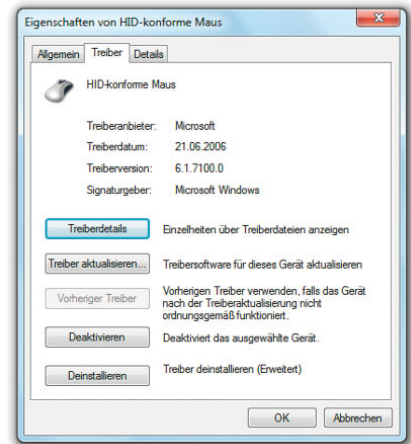 Eigenschaften von HID-konforme Maus
Allgemein Treiber Details
HID-konforme Maus
Treiberanbieter: Microsoft
Treiberdatum: 21.06.2006
Treiberversion: 6.1.7100.0
Signaturgeber: Microsoft Windows
Treiberdetails Einzelheiten über Treiberdateien anzeigen
Treiber aktualisieren... Treibersoftware für dieses Gerät aktualisieren
Vorheriger Treiber Vorherigen Treiber verwenden, falls das Gerät
nach der Treiberaktualisierung nicht
ordnungsgemäß funktioniert.
Deaktivieren Deaktiviert das ausgewählte Gerät.
Deinstallieren Treiber deinstallieren (Erweitert)
OK Abbrechen